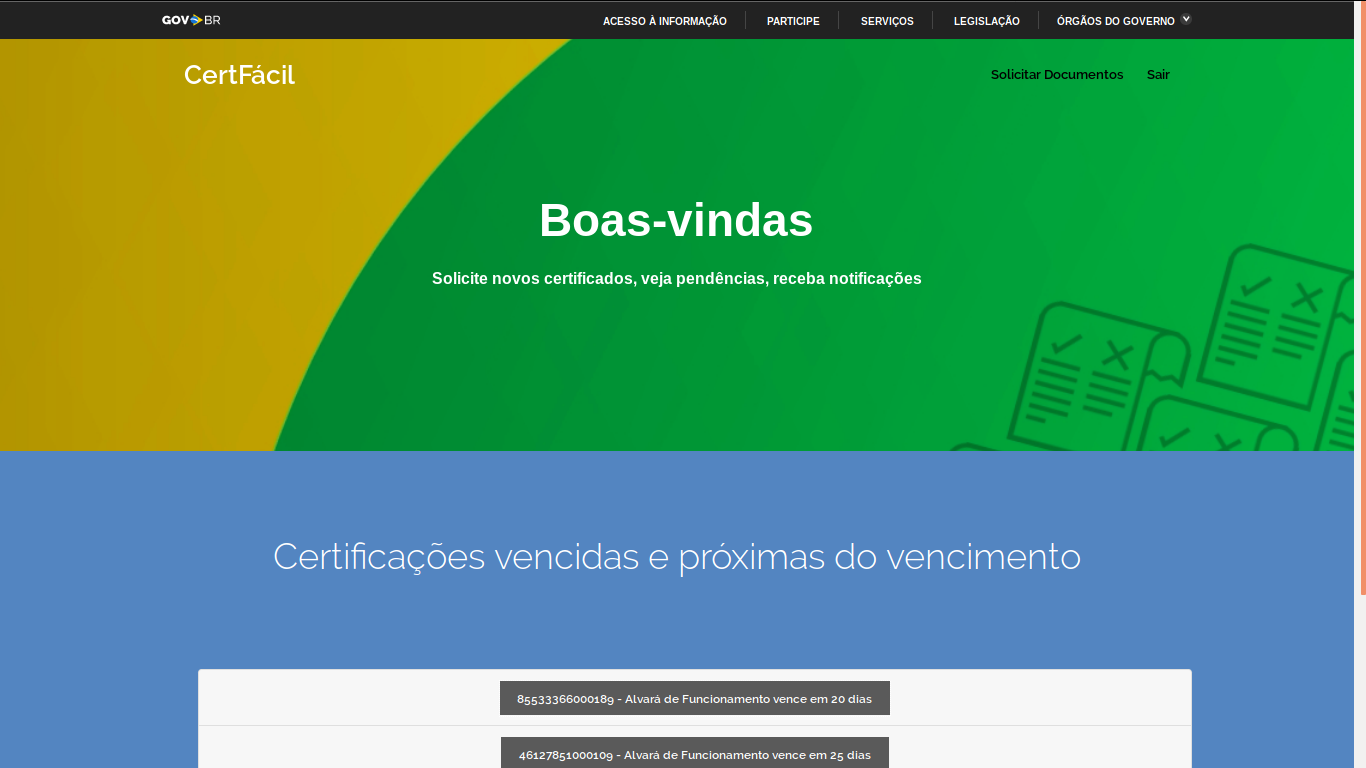 GOVBR
ACESSO À INFORMAÇÃO PARTICIPE SERVIÇOS LEGISLAÇÃO ÓRGÃOS DO GOVERNO
CertFácil
Solicitar Documentos Sair
Boas-vindas
Solicite novos certificados, veja pendências, receba notificações
Certificações vencidas e próximas do vencimento
85533366000189 - Alvará de Funcionamento vence em 20 dias
46127851000109 - Alvará de Funcionamento vence em 25 dias